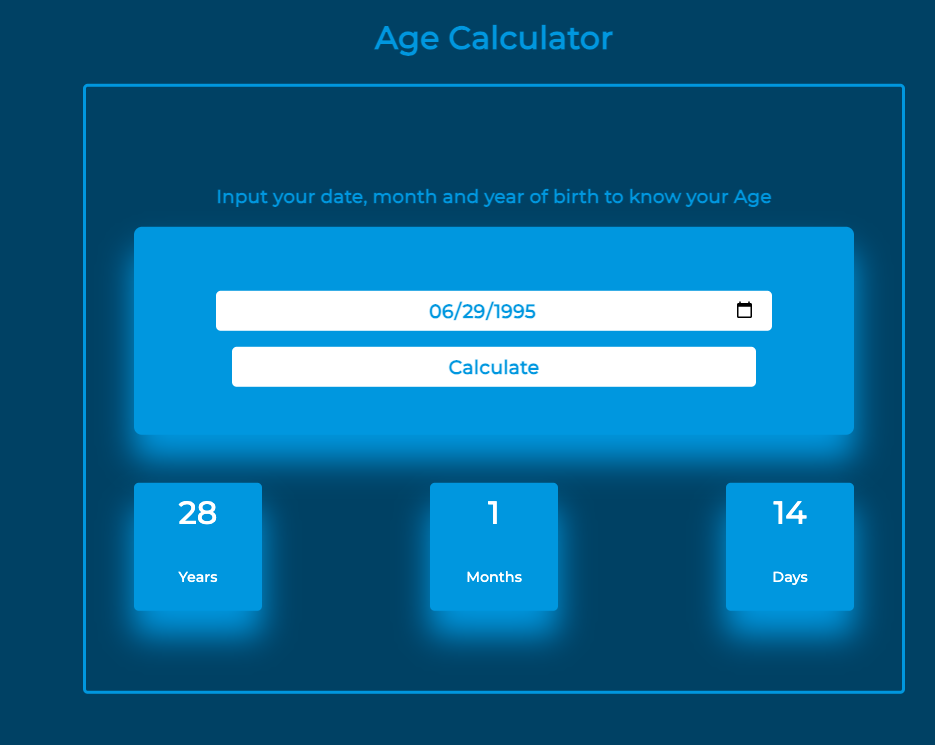 Age Calculator
Input your date, month and year of birth to know your Age
06/29/1995
Calculate
28 1 14
Years Months Days